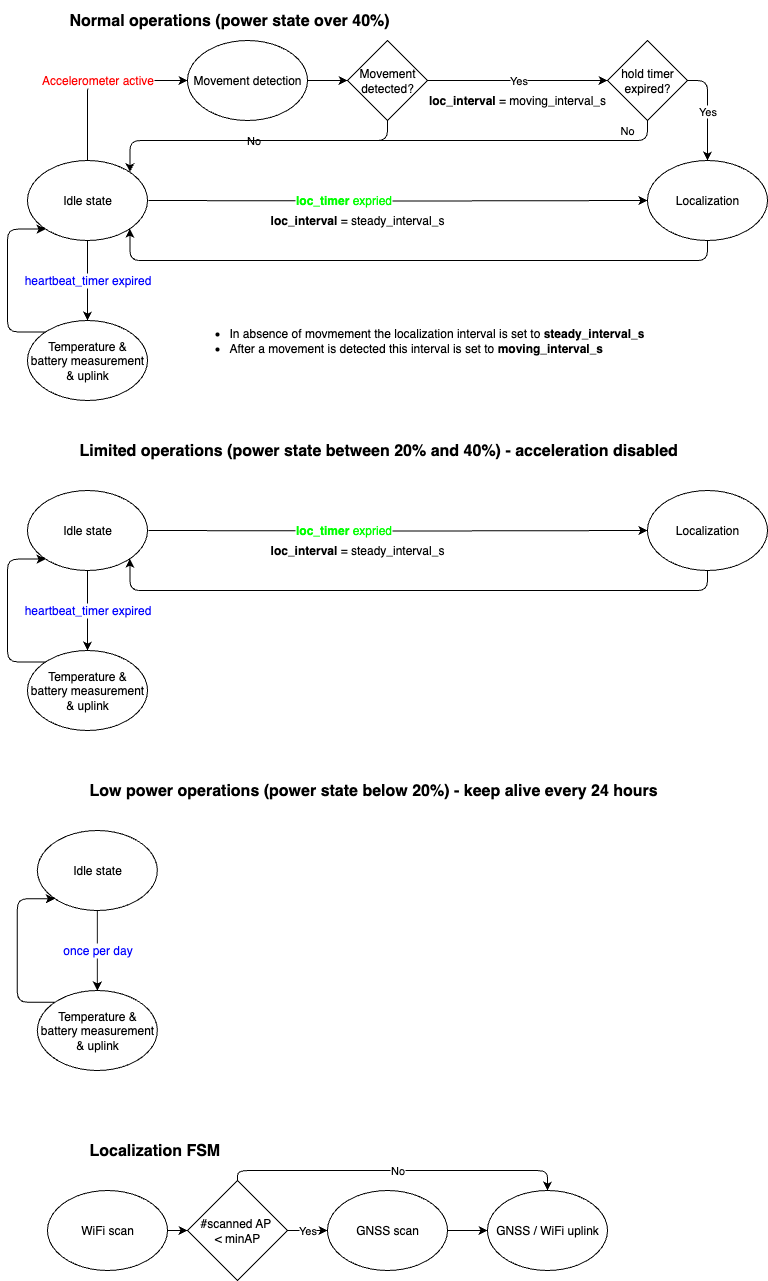 Normal operations (power state over 40%)
Accelerometer active
Movement detection
Movement
detected?
Yes
loc_interval = moving_interval_s
hold timer
expired?
Yes
No
No
Idle state
loc_timer expried
loc_interval = steady_interval_s
Localization
heartbeat_timer expired
Temperature &
battery measurement
& uplink
• In absence of movmement the localization interval is set to steady_interval_s
• After a movement is detected this interval is set to moving_interval_s
Limited operations (power state between 20% and 40%) - acceleration disabled
Idle state
loc_timer expried
loc_interval = steady_interval_s
Localization
heartbeat_timer expired
Temperature &
battery measurement
& uplink
Low power operations (power state below 20%) - keep alive every 24 hours
Idle state
once per day
Temperature &
battery measurement
& uplink
Localization FSM
No
WiFi scan
#scanned AP
< minAP
Yes
GNSS scan
GNSS / WiFi uplink